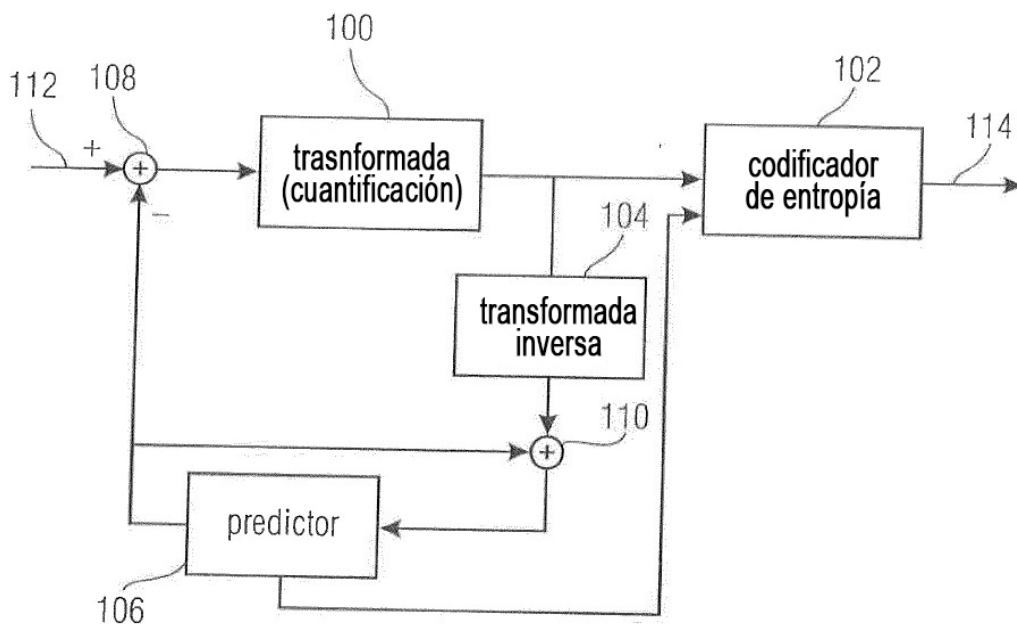 100
112
108
102
114
+
+
−
trasnformada
(cuantificación)
codificador
de entropía
104
transformada
inversa
110
+
predictor
106